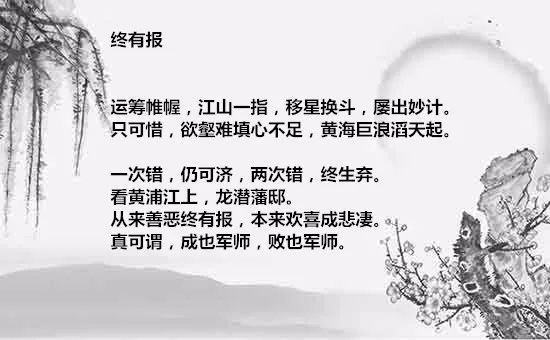 终有报
运筹帷幄，江山一指，移星换斗，屡出妙计。
只可惜，欲壑难填心不足，黄海巨浪滔天起。
一次错，仍可济，两次错，终生弃。
看黄浦江上，龙潜藩邸。
从来善恶终有报，本来欢喜成悲凄。
真可谓，成也军师，败也军师。